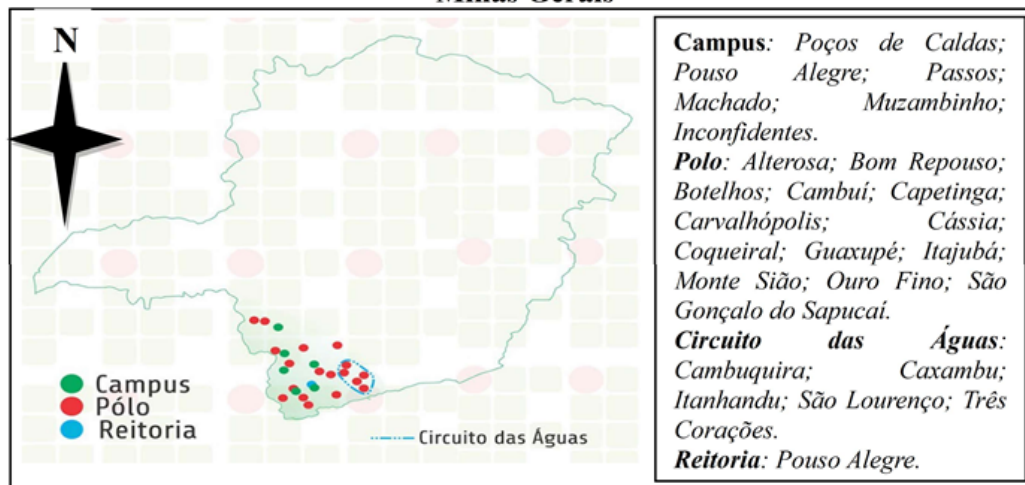 Minas Gerais
N
Campus
Pólo
Reitoria
Circuito das Águas
Campus: Poços de Caldas;
Pouso Alegre; Passos;
Machado; Muzambinho;
Inconfidentes.
Polo: Alterosa; Bom Repouso;
Botelhos; Cambuí; Capetinga;
Carvalhópolis; Cássia;
Coqueiral; Guaxupé; Itajubá;
Monte Sião; Ouro Fino; São
Gonçalo do Sapucaí.
Circuito das Águas:
Cambuquira; Caxambu;
Itanhandu; São Lourenço; Três
Corações.
Reitoria: Pouso Alegre.